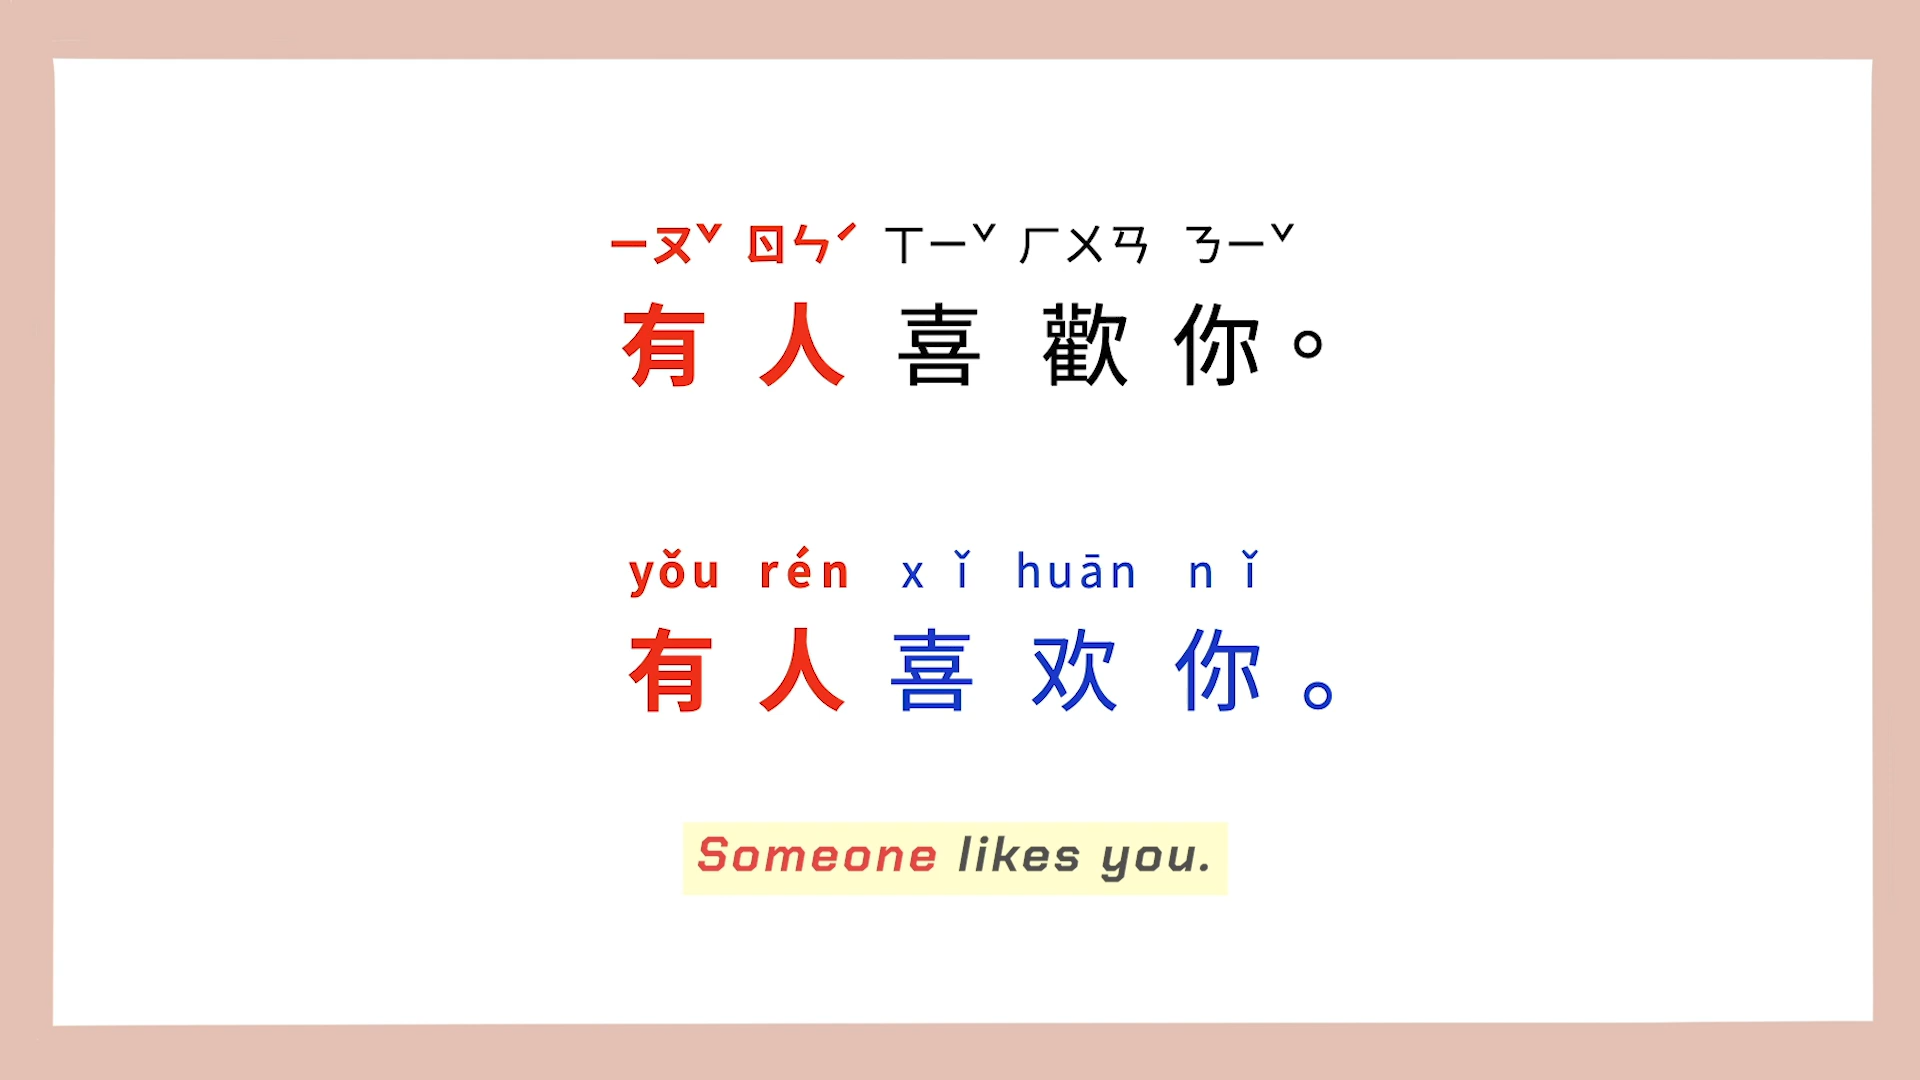 ㄧㄡˇ ㄖㄣˊ ㄒㄧˇ ㄏㄨㄢ ㄋㄧˇ
有人喜歡你。
yǒu rén xǐ huān nǐ
有人喜欢你。
Someone likes you.